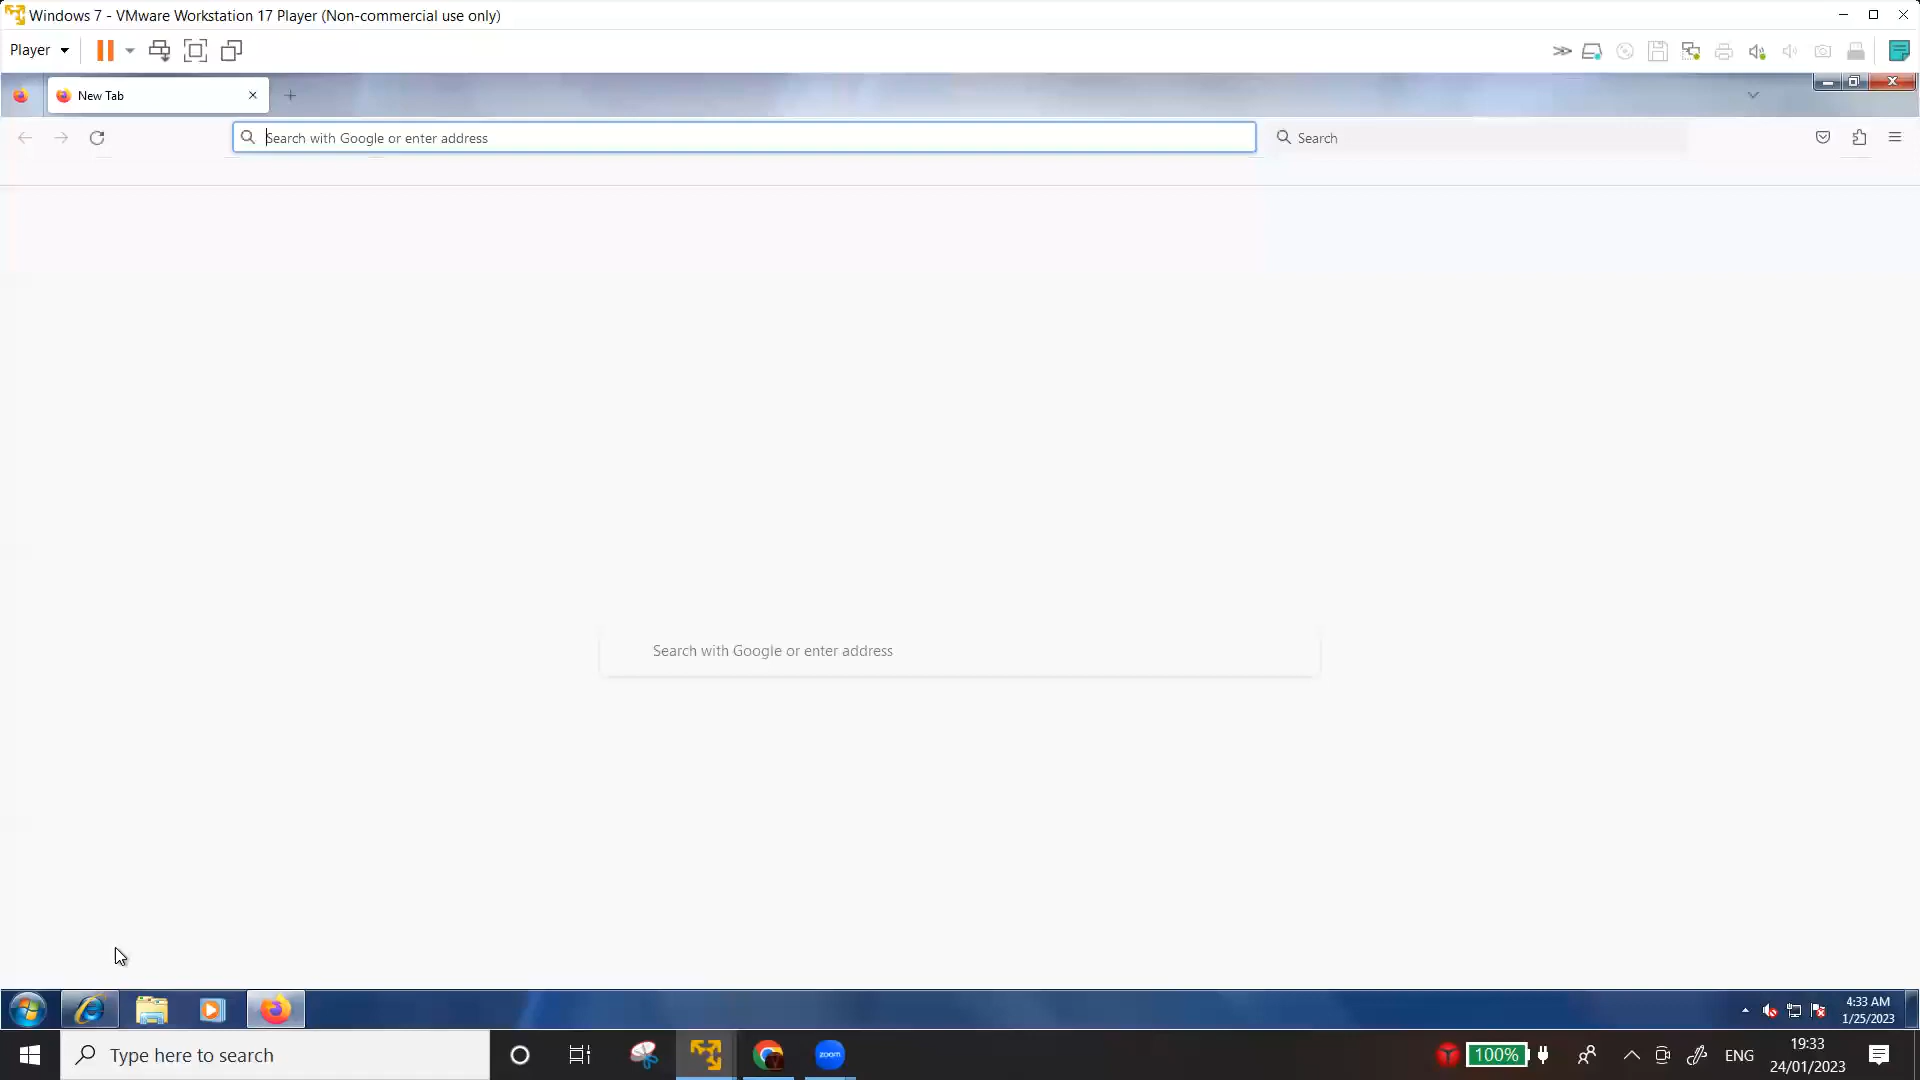 Windows 7 - VMware Workstation 17 Player (Non-commercial use only)
Player
New Tab
Search with Google or enter address
Search
Search with Google or enter address
4:33 AM
1/25/2023
Type here to search
zoom
100%
ENG
19:33
24/01/2023